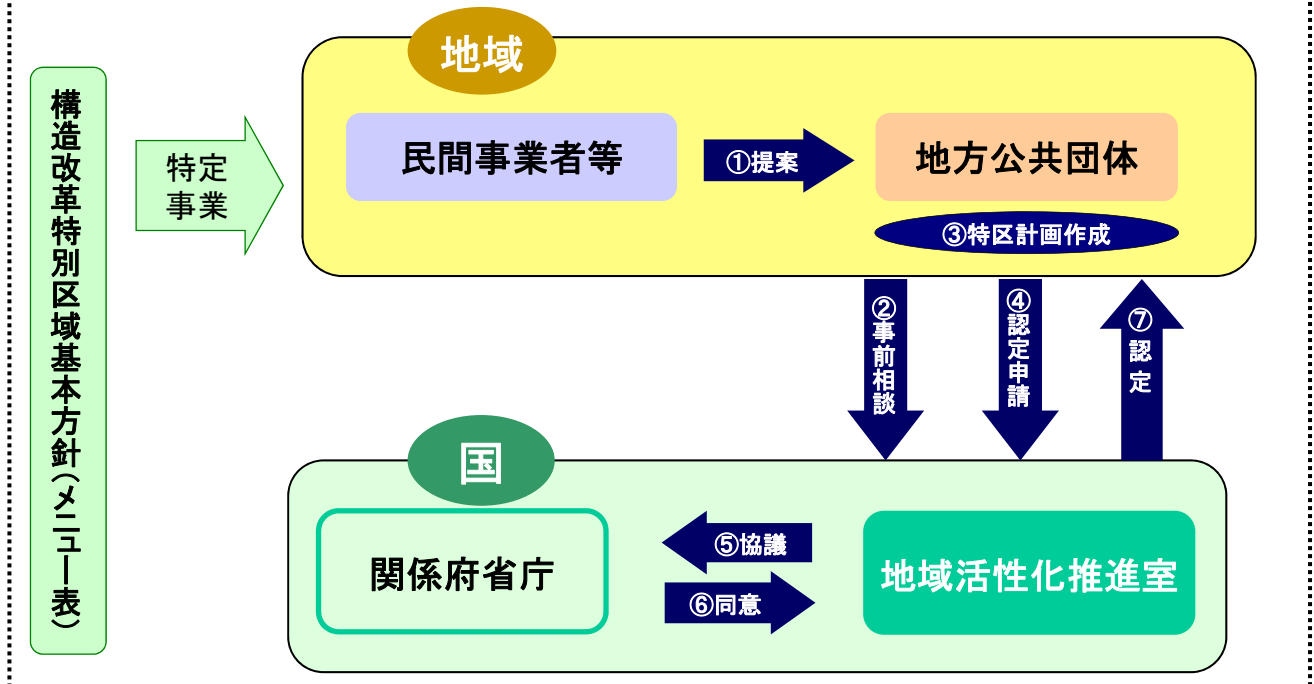 構造改革特別区域基本方針(メニュー表)
特定
事業
地域
民間事業者等
①提案
地方公共団体
③特区計画作成
②事前相談
④認定申請
⑦認定
国
関係府省庁
⑤協議
⑥同意
地域活性化推進室